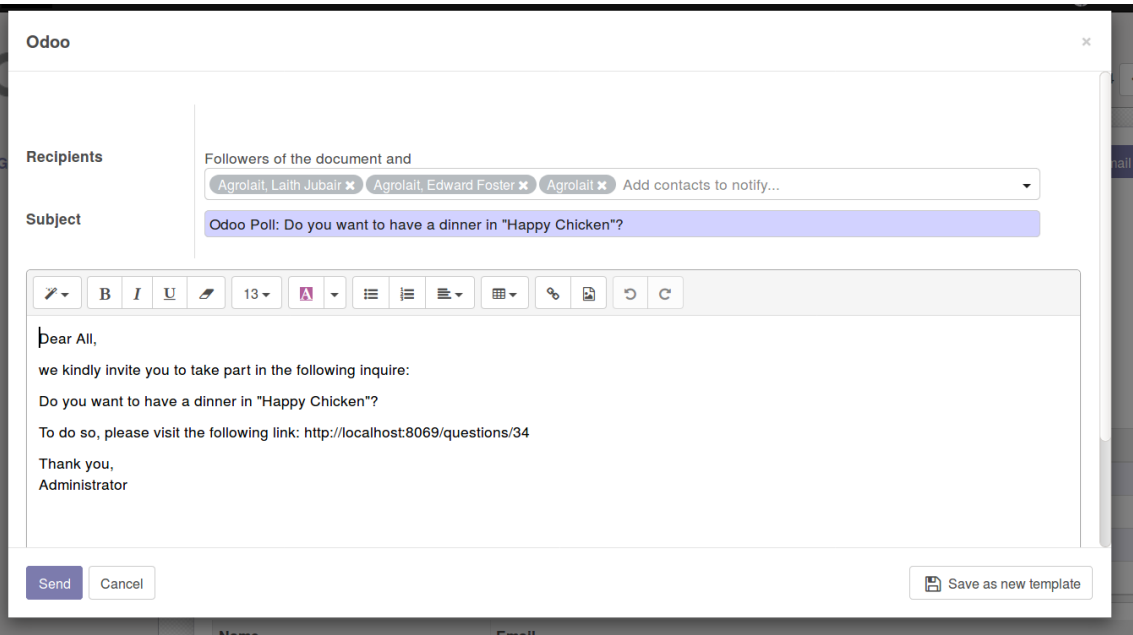 Odoo
×
Recipients
Followers of the document and
Agrolait, Laith Jubair × Agrolait, Edward Foster × Agrolait × Add contacts to notify...
Subject
Odoo Poll: Do you want to have a dinner in "Happy Chicken"?
B I U 13 A
Dear All,
we kindly invite you to take part in the following inquire:
Do you want to have a dinner in "Happy Chicken"?
To do so, please visit the following link: http://localhost:8069/questions/34
Thank you,
Administrator
Send Cancel Save as new template
Name Email